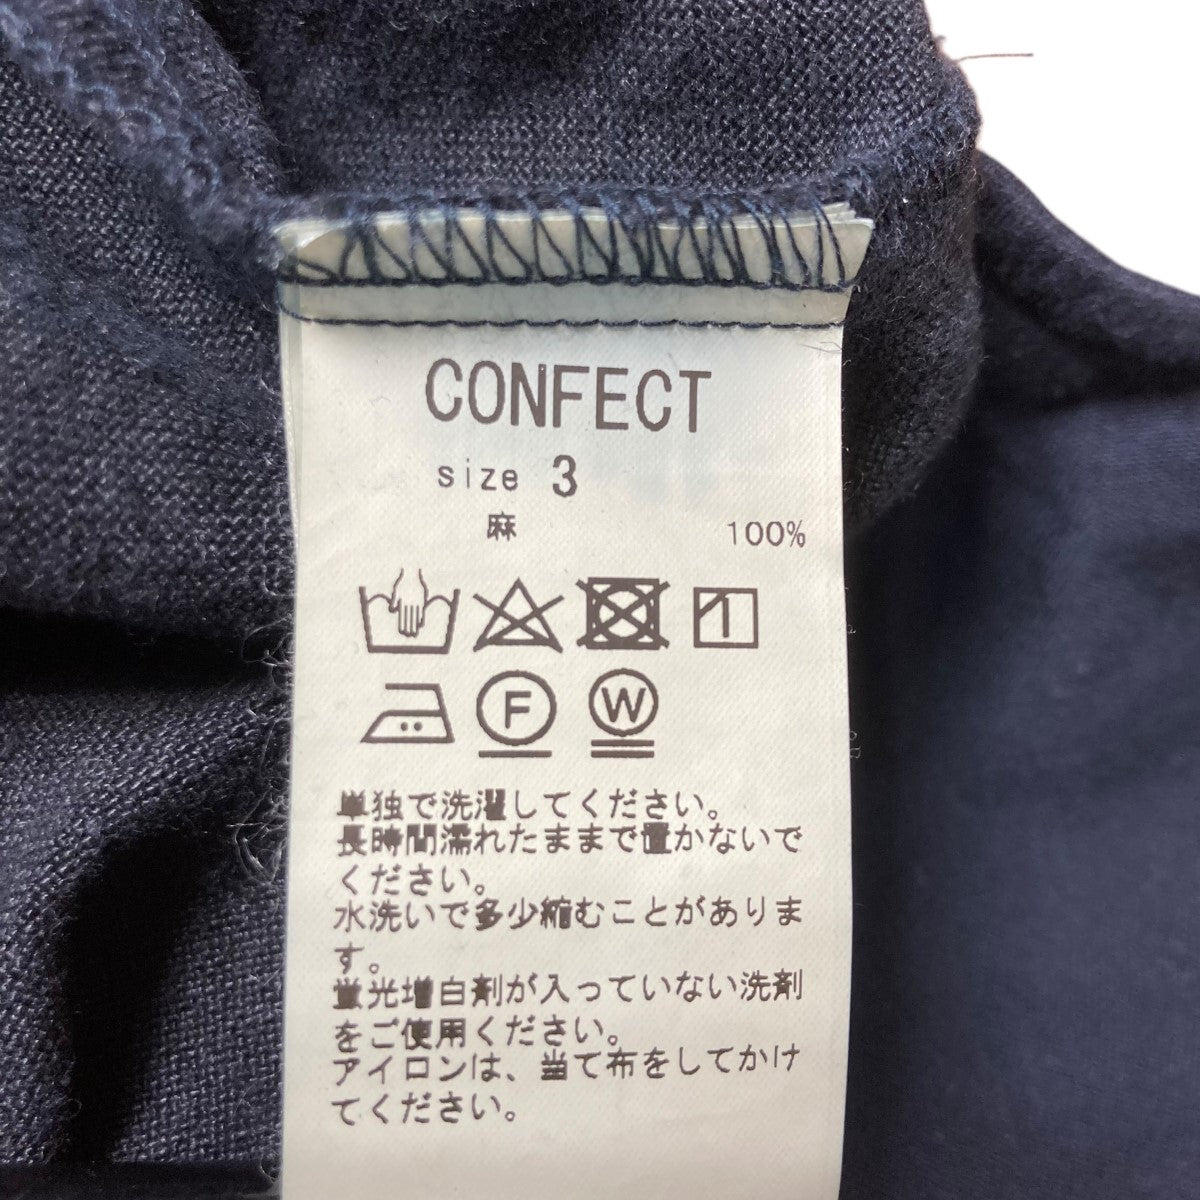 CONFECT
size 3
麻 100%
F W
単独で洗濯してください。
長時間濡れたままで置かないで
ください。
水洗いで多少縮むことがありま
す。
蛍光増白剤が入っていない洗剤
をご使用ください。
アイロンは、当て布をしてかけ
てください。